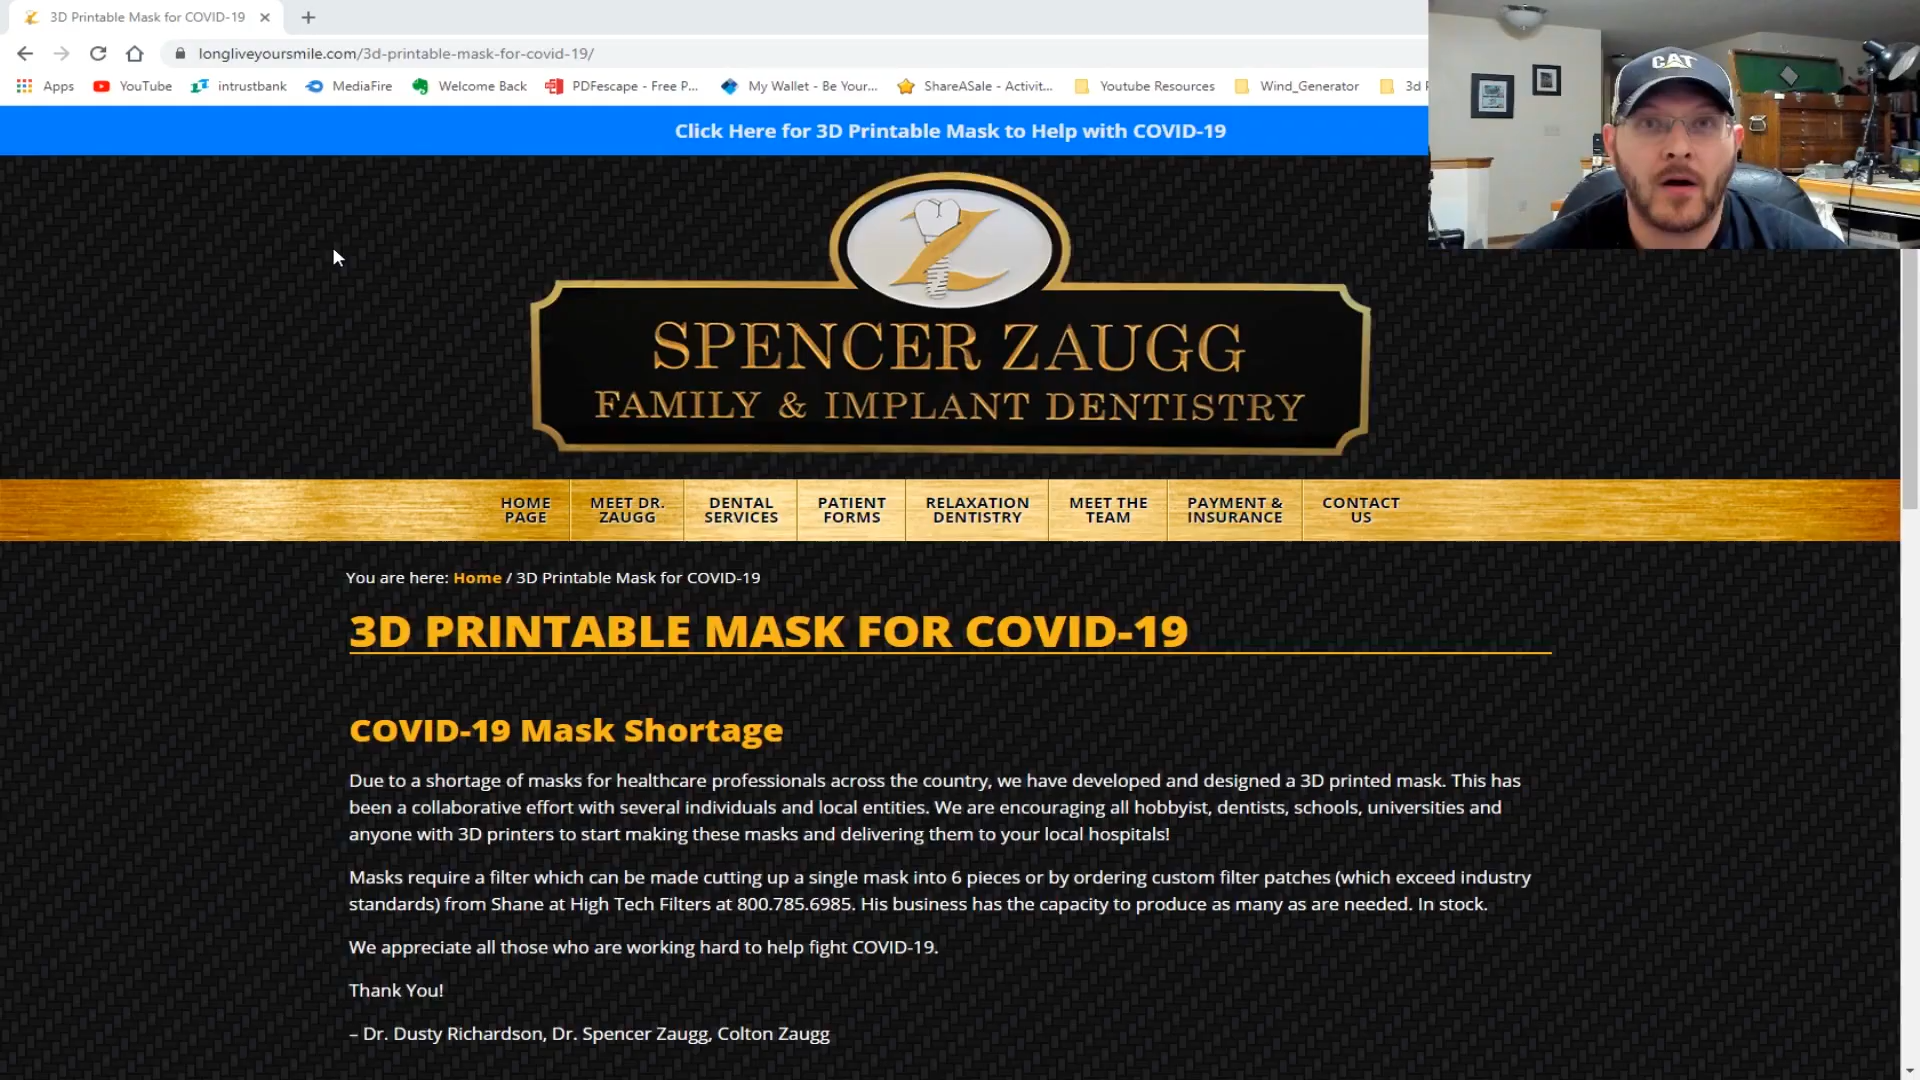 3D Printable Mask for COVID-19
longliveyoursmile.com/3d-printable-mask-for-covid-19/
Apps YouTube intrustbank MediaFire Welcome Back PDFescape - Free P... My Wallet - Be Your... ShareASale - Activit... Youtube Resources Wind_Generator 3d
CAT
Click Here for 3D Printable Mask to Help with COVID-19
SPENCER ZAUGG
FAMILY & IMPLANT DENTISTRY
HOME PAGE
MEET DR. ZAUGG
DENTAL SERVICES
PATIENT FORMS
RELAXATION DENTISTRY
MEET THE TEAM
PAYMENT & INSURANCE
CONTACT US
You are here: Home / 3D Printable Mask for COVID-19
3D PRINTABLE MASK FOR COVID-19
COVID-19 Mask Shortage
Due to a shortage of masks for healthcare professionals across the country, we have developed and designed a 3D printed mask. This has
been a collaborative effort with several individuals and local entities. We are encouraging all hobbyist, dentists, schools, universities and
anyone with 3D printers to start making these masks and delivering them to your local hospitals!
Masks require a filter which can be made cutting up a single mask into 6 pieces or by ordering custom filter patches (which exceed industry
standards) from Shane at High Tech Filters at 800.785.6985. His business has the capacity to produce as many as are needed. In stock.
We appreciate all those who are working hard to help fight COVID-19.
Thank You!
– Dr. Dusty Richardson, Dr. Spencer Zaugg, Colton Zaugg